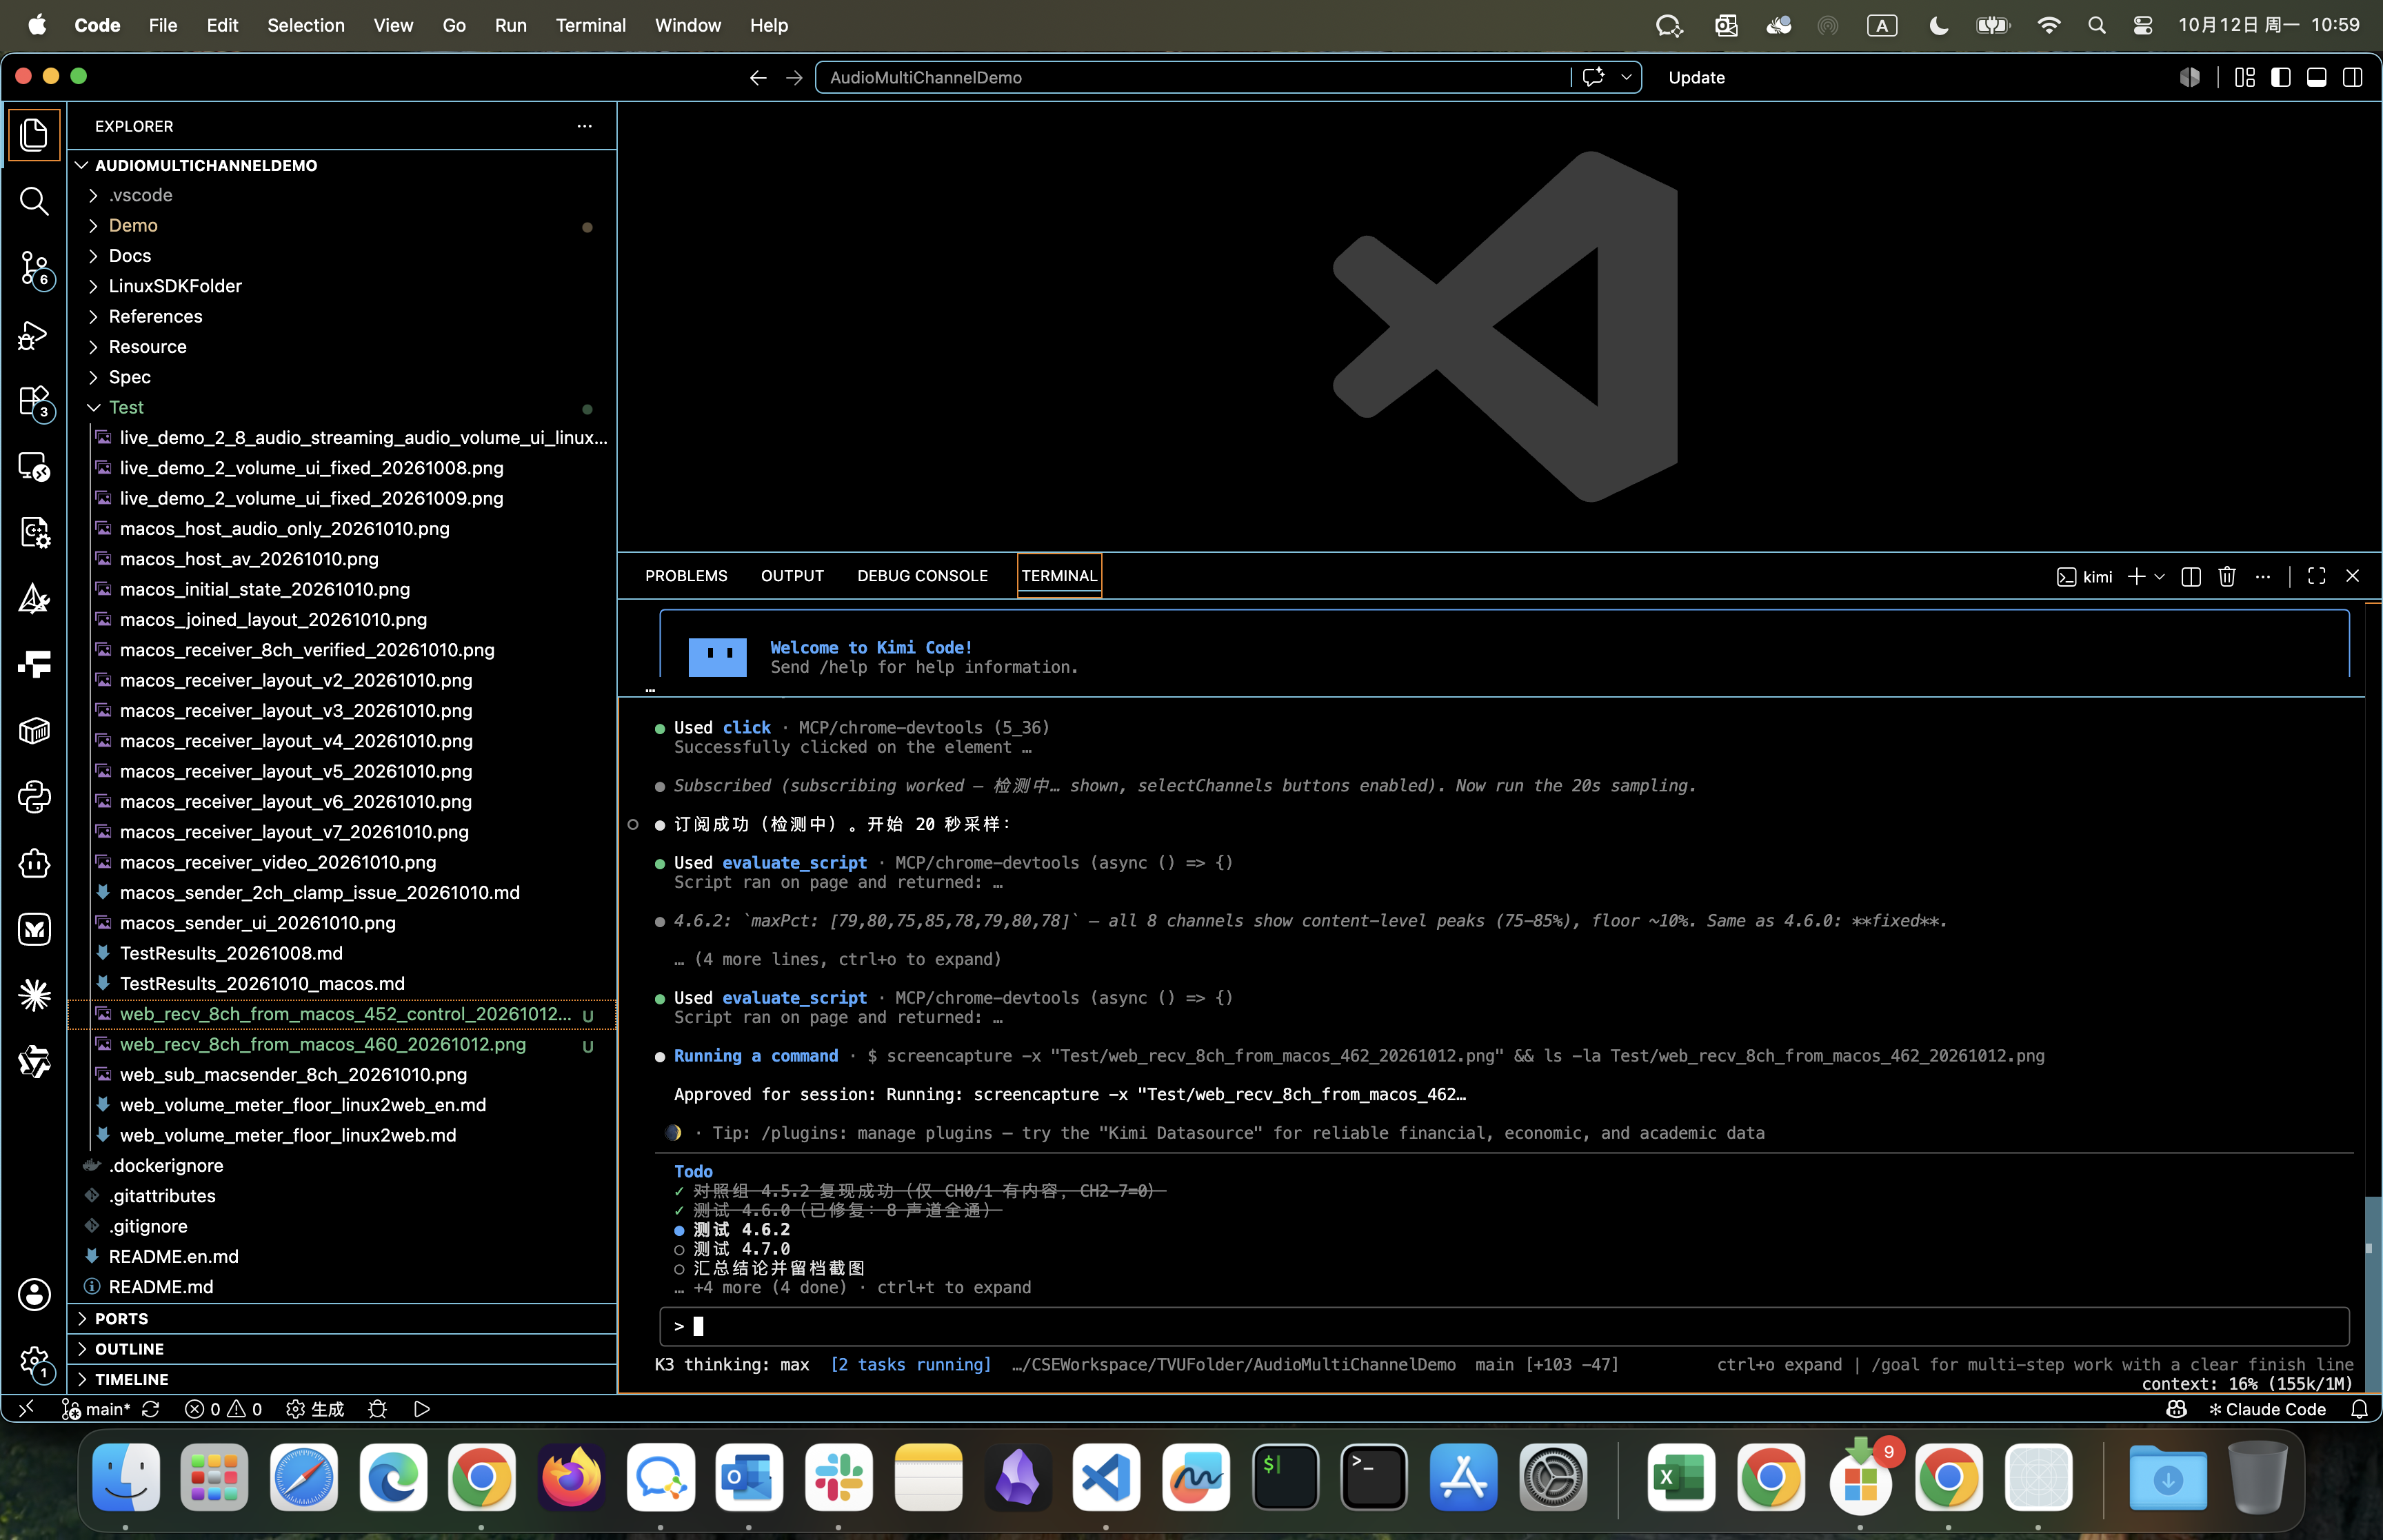 Code File Edit Selection View Go Run Terminal Window Help
A
10月12日 周一 10:59
AudioMultiChannelDemo
Update
EXPLORER
AUDIOMULTICHANNELDEMO
.vscode
Demo
Docs
LinuxSDKFolder
References
Resource
Spec
Test
live_demo_2_8_audio_streaming_audio_volume_ui_linux...
live_demo_2_volume_ui_fixed_20261008.png
live_demo_2_volume_ui_fixed_20261009.png
macos_host_audio_only_20261010.png
macos_host_av_20261010.png
macos_initial_state_20261010.png
macos_joined_layout_20261010.png
macos_receiver_8ch_verified_20261010.png
macos_receiver_layout_v2_20261010.png
macos_receiver_layout_v3_20261010.png
macos_receiver_layout_v4_20261010.png
macos_receiver_layout_v5_20261010.png
macos_receiver_layout_v6_20261010.png
macos_receiver_layout_v7_20261010.png
macos_receiver_video_20261010.png
macos_sender_2ch_clamp_issue_20261010.md
macos_sender_ui_20261010.png
TestResults_20261008.md
TestResults_20261010_macos.md
web_recv_8ch_from_macos_452_control_20261012... U
web_recv_8ch_from_macos_460_20261012.png U
web_sub_macsender_8ch_20261010.png
web_volume_meter_floor_linux2web_en.md
web_volume_meter_floor_linux2web.md
.dockerignore
.gitattributes
.gitignore
README.en.md
README.md
PORTS
OUTLINE
TIMELINE
6
3
1
PROBLEMS OUTPUT DEBUG CONSOLE TERMINAL
kimi
Welcome to Kimi Code!
Send /help for help information.
…
Used click · MCP/chrome-devtools (5_36)
Successfully clicked on the element …
Subscribed (subscribing worked — 检测中… shown, selectChannels buttons enabled). Now run the 20s sampling.
订阅成功（检测中）。开始 20 秒采样：
Used evaluate_script · MCP/chrome-devtools (async () => {)
Script ran on page and returned: …
4.6.2: `maxPct: [79,80,75,85,78,79,80,78]` — all 8 channels show content-level peaks (75-85%), floor ~10%. Same as 4.6.0: **fixed**.
… (4 more lines, ctrl+o to expand)
Used evaluate_script · MCP/chrome-devtools (async () => {)
Script ran on page and returned: …
Running a command · $ screencapture -x "Test/web_recv_8ch_from_macos_462_20261012.png" && ls -la Test/web_recv_8ch_from_macos_462_20261012.png
Approved for session: Running: screencapture -x "Test/web_recv_8ch_from_macos_462…
· Tip: /plugins: manage plugins — try the "Kimi Datasource" for reliable financial, economic, and academic data
Todo
✓ 对照组 4.5.2 复现成功（仅 CH0/1 有内容，CH2-7=0）
✓ 测试 4.6.0（已修复：8 声道全通）
测试 4.6.2
测试 4.7.0
汇总结论并留档截图
… +4 more (4 done) · ctrl+t to expand
>
K3 thinking: max [2 tasks running] …/CSEWorkspace/TVUFolder/AudioMultiChannelDemo main [+103 -47] ctrl+o expand | /goal for multi-step work with a clear finish line
context: 16% (155k/1M)
main* 0 0 生成 Claude Code
9